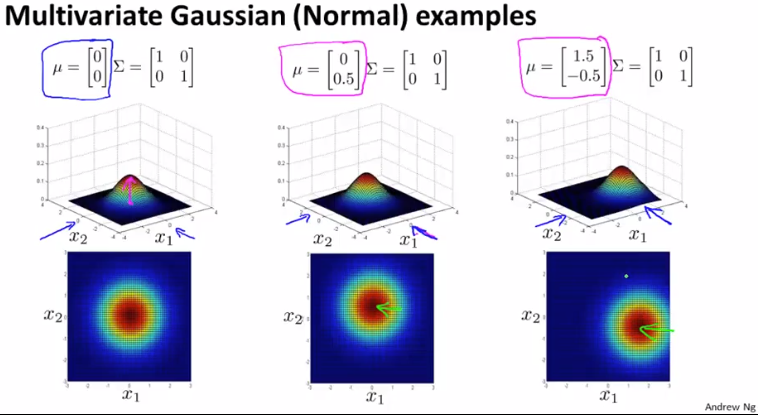 Multivariate Gaussian (Normal) examples
μ = [0 0] Σ = [1 0 0 1]
μ = [0 0.5] Σ = [1 0 0 1]
μ = [1.5 −0.5] Σ = [1 0 0 1]
x₂ x₁
x₂ x₁
x₂ x₁
x₂
x₁
x₂
x₁
x₂
x₁
Andrew Ng